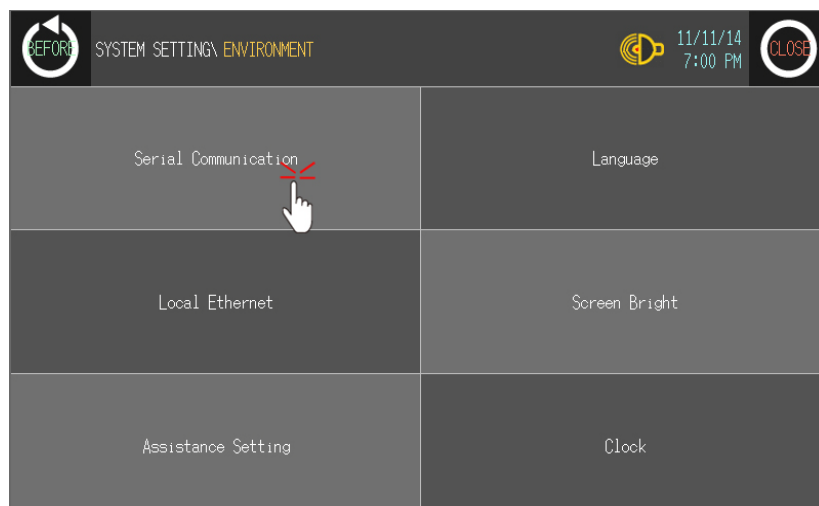 BEFORE
SYSTEM SETTING\ ENVIRONMENT
11/11/14
7:00 PM
CLOSE
Serial Communication
Language
Local Ethernet
Screen Bright
Assistance Setting
Clock